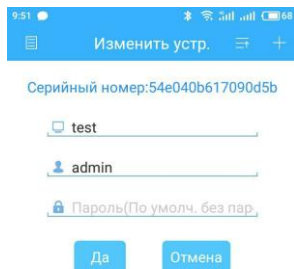 9:51 68
Изменить устр.
Серийный номер:54e040b617090d5b
test
admin
Пароль(По умолч. без пар
Да Отмена